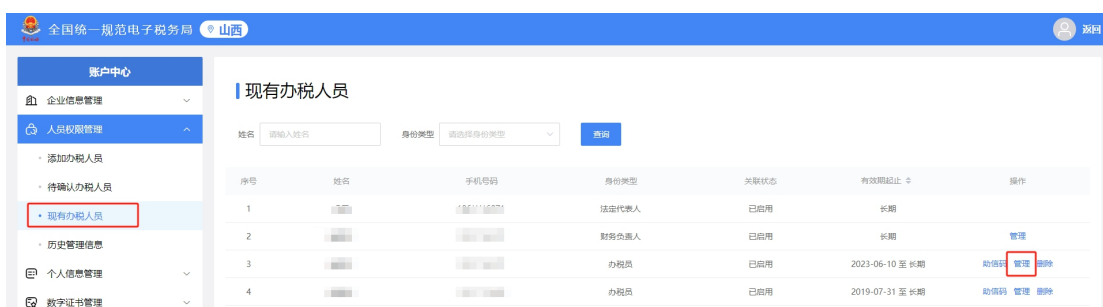 全国统一规范电子税务局 山西 返回
账户中心
企业信息管理
人员权限管理
添加办税人员
待确认办税人员
现有办税人员
历史管理信息
个人信息管理
数字证书管理
现有办税人员
姓名 请输入姓名 身份类型 请选择身份类型 查询
序号 姓名 手机号码 身份类型 关联状态 有效期起止 操作
1 法定代表人 已启用 长期
2 财务负责人 已启用 长期 管理
3 办税员 已启用 2023-06-10 至 长期 助信码 管理 删除
4 办税员 已启用 2019-07-31 至 长期 助信码 管理 删除